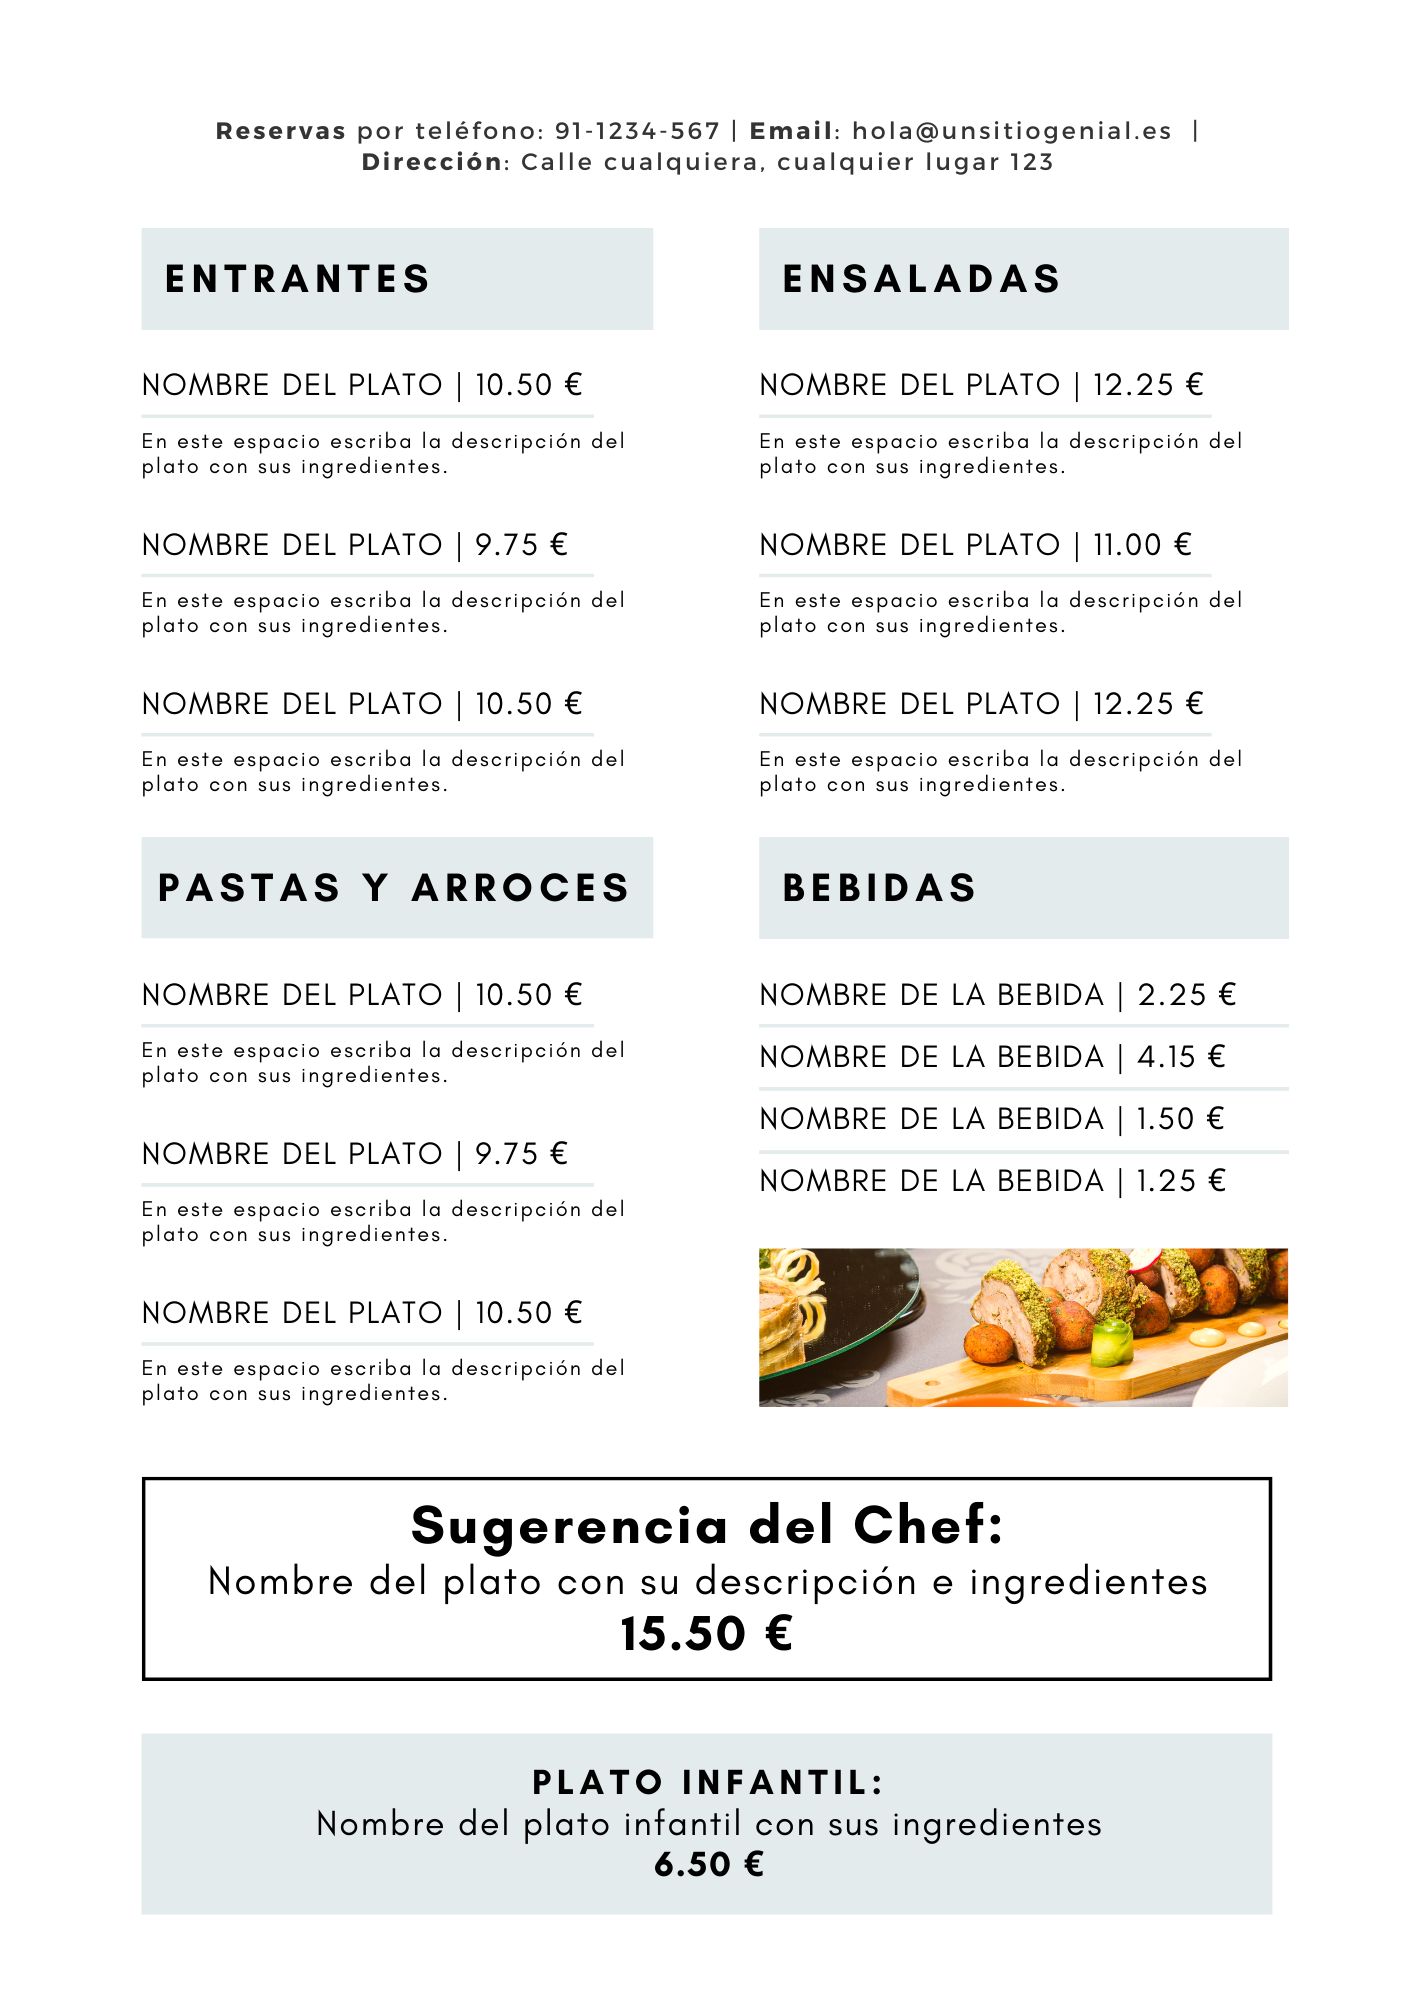 Reservas por teléfono: 91-1234-567 | Email: hola@unsitiogenial.es |
Dirección: Calle cualquiera, cualquier lugar 123
ENTRANTES
NOMBRE DEL PLATO | 10.50 €
En este espacio escriba la descripción del
plato con sus ingredientes.
NOMBRE DEL PLATO | 9.75 €
En este espacio escriba la descripción del
plato con sus ingredientes.
NOMBRE DEL PLATO | 10.50 €
En este espacio escriba la descripción del
plato con sus ingredientes.
ENSALADAS
NOMBRE DEL PLATO | 12.25 €
En este espacio escriba la descripción del
plato con sus ingredientes.
NOMBRE DEL PLATO | 11.00 €
En este espacio escriba la descripción del
plato con sus ingredientes.
NOMBRE DEL PLATO | 12.25 €
En este espacio escriba la descripción del
plato con sus ingredientes.
PASTAS Y ARROCES
NOMBRE DEL PLATO | 10.50 €
En este espacio escriba la descripción del
plato con sus ingredientes.
NOMBRE DEL PLATO | 9.75 €
En este espacio escriba la descripción del
plato con sus ingredientes.
NOMBRE DEL PLATO | 10.50 €
En este espacio escriba la descripción del
plato con sus ingredientes.
BEBIDAS
NOMBRE DE LA BEBIDA | 2.25 €
NOMBRE DE LA BEBIDA | 4.15 €
NOMBRE DE LA BEBIDA | 1.50 €
NOMBRE DE LA BEBIDA | 1.25 €
Sugerencia del Chef:
Nombre del plato con su descripción e ingredientes
15.50 €
PLATO INFANTIL:
Nombre del plato infantil con sus ingredientes
6.50 €